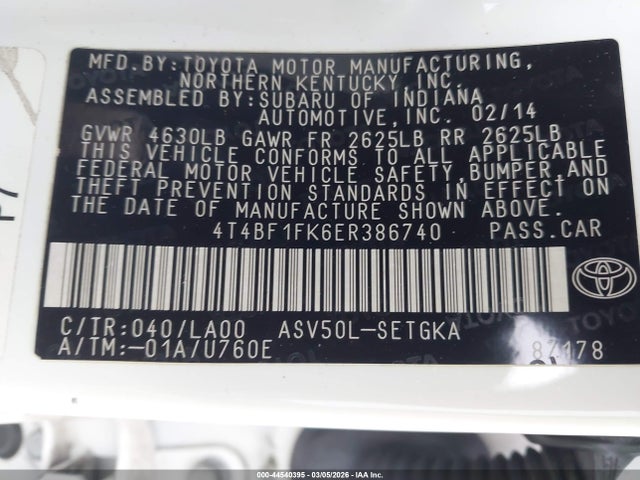 MFD.BY:TOYOTA MOTOR MANUFACTURING,
NORTHERN KENTUCKY,INC.
ASSEMBLED BY:SUBARU OF INDIANA
AUTOMOTIVE,INC. 02/14
GVWR 4630LB GAWR FR 2625LB RR 2625LB
THIS VEHICLE CONFORMS TO ALL APPLICABLE
FEDERAL MOTOR VEHICLE SAFETY,BUMPER,AND
THEFT PREVENTION STANDARDS IN EFFECT ON
THE DATE OF MANUFACTURE SHOWN ABOVE.
4T4BF1FK6ER386740 PASS.CAR
C/TR:040/LA00 ASV50L-SETGKA
A/TM:-01A/U760E 87178
000-44540395 - 03/05/2026 - IAA Inc.